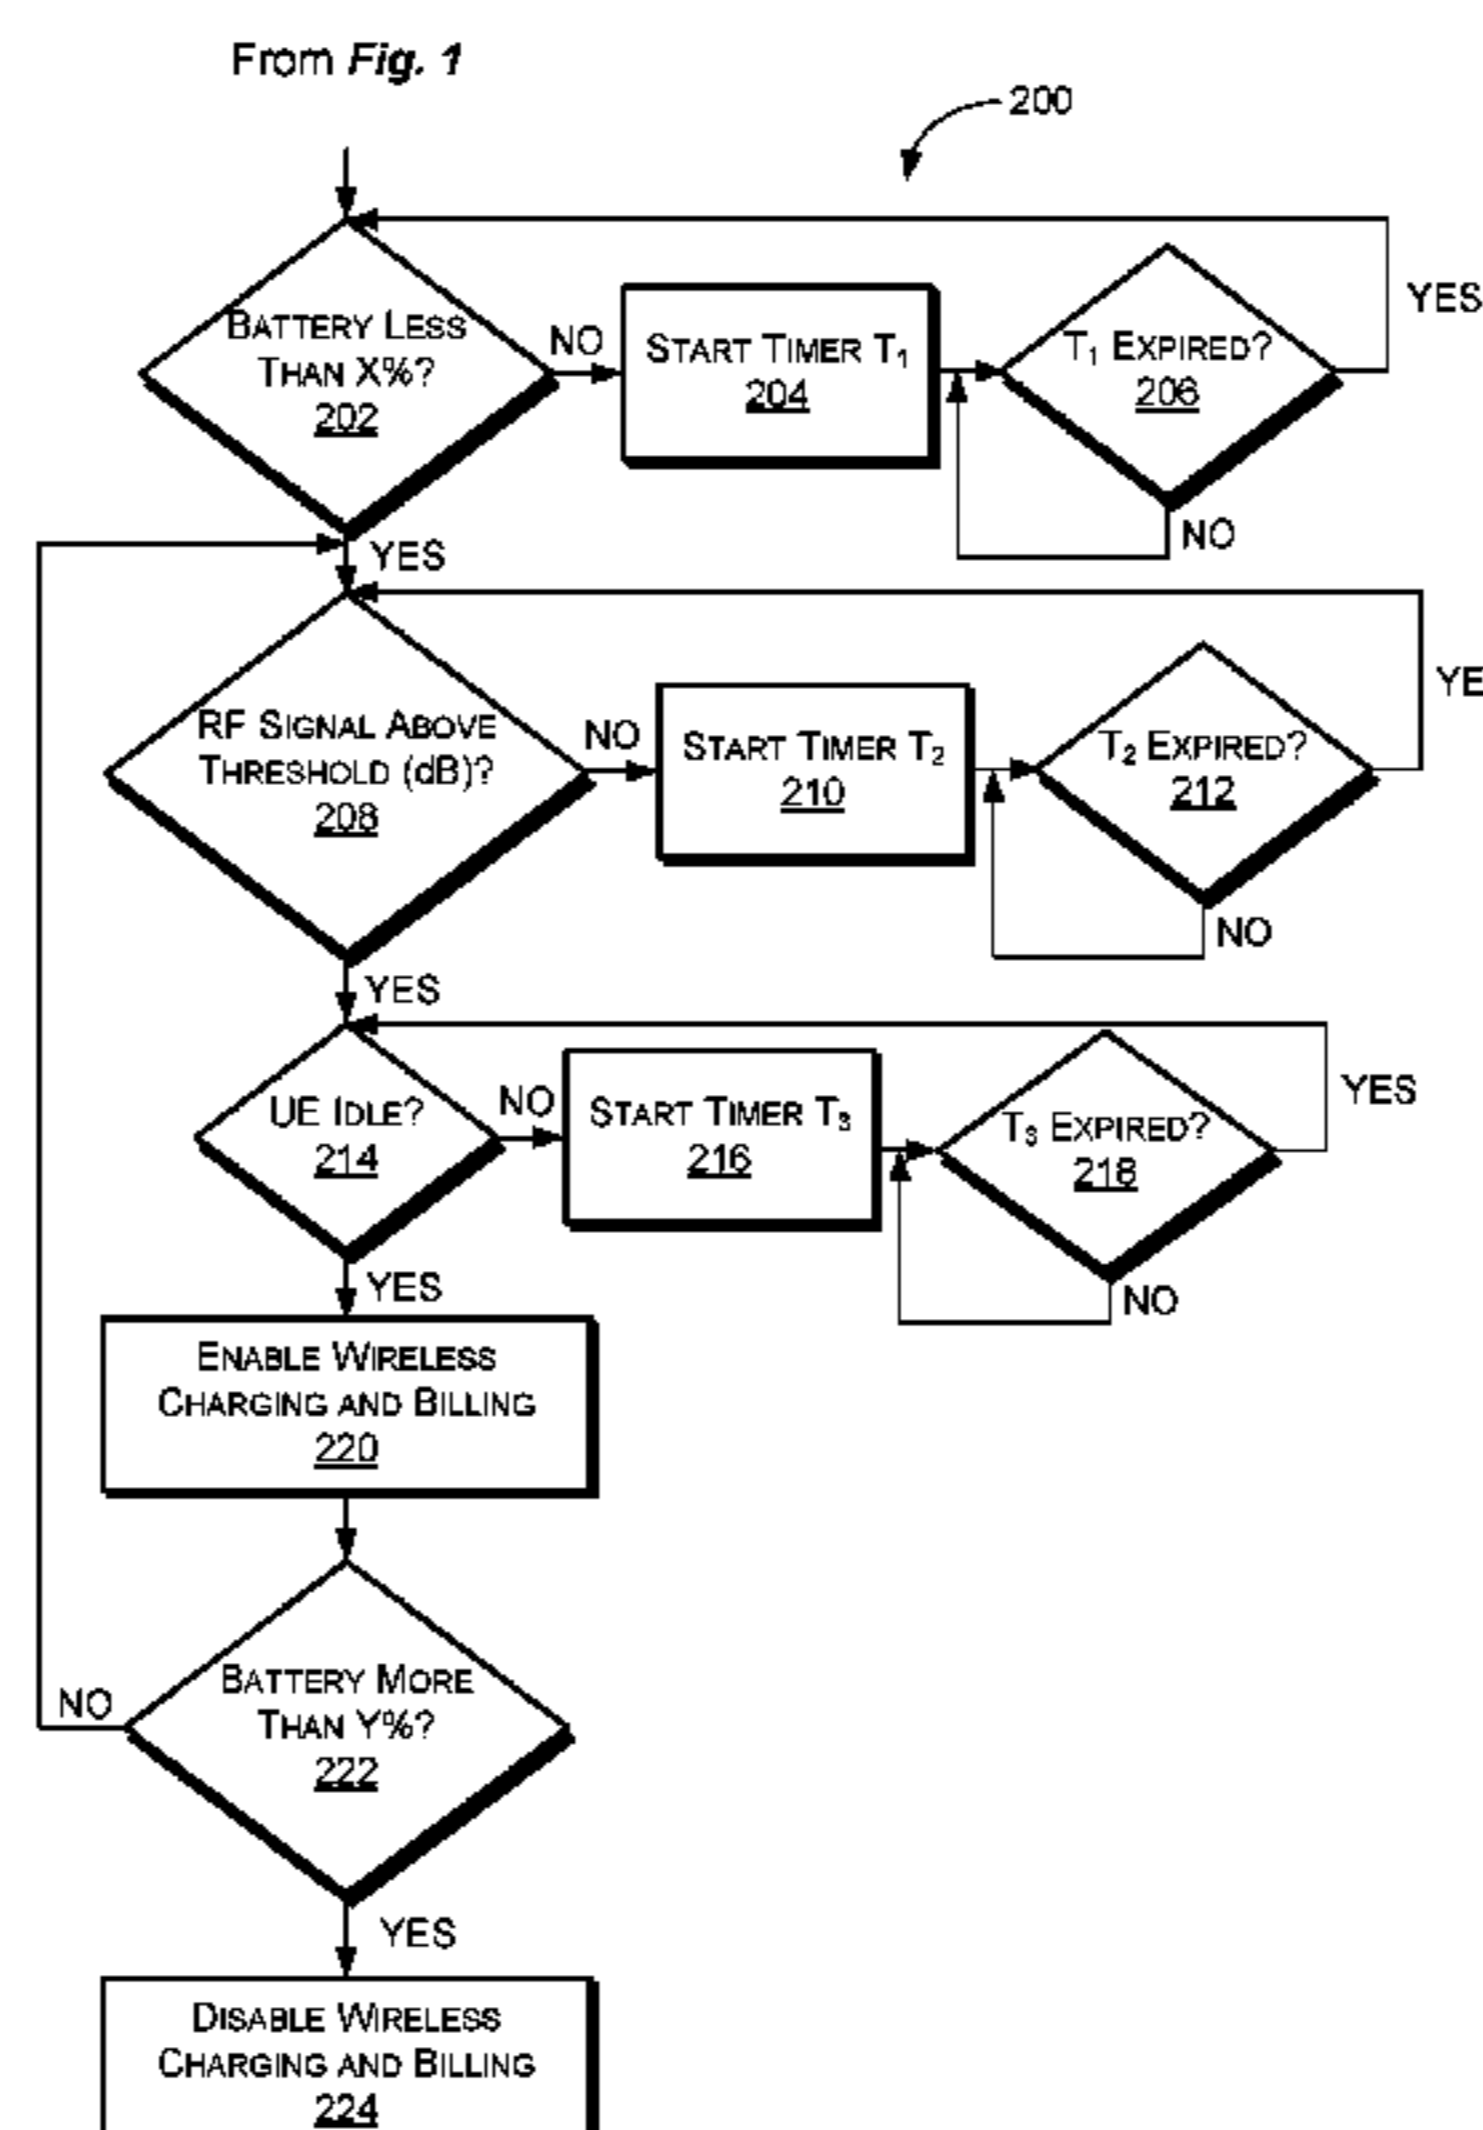 From Fig. 1
200
BATTERY LESS
THAN X%?
202
NO
START TIMER T1
204
T1 EXPIRED?
206
YES
NO
YES
RF SIGNAL ABOVE
THRESHOLD (dB)?
208
NO
START TIMER T2
210
T2 EXPIRED?
212
YE
NO
YES
UE IDLE?
214
NO
START TIMER T3
216
T3 EXPIRED?
218
YES
NO
YES
ENABLE WIRELESS
CHARGING AND BILLING
220
BATTERY MORE
THAN Y%?
222
NO
YES
DISABLE WIRELESS
CHARGING AND BILLING
224